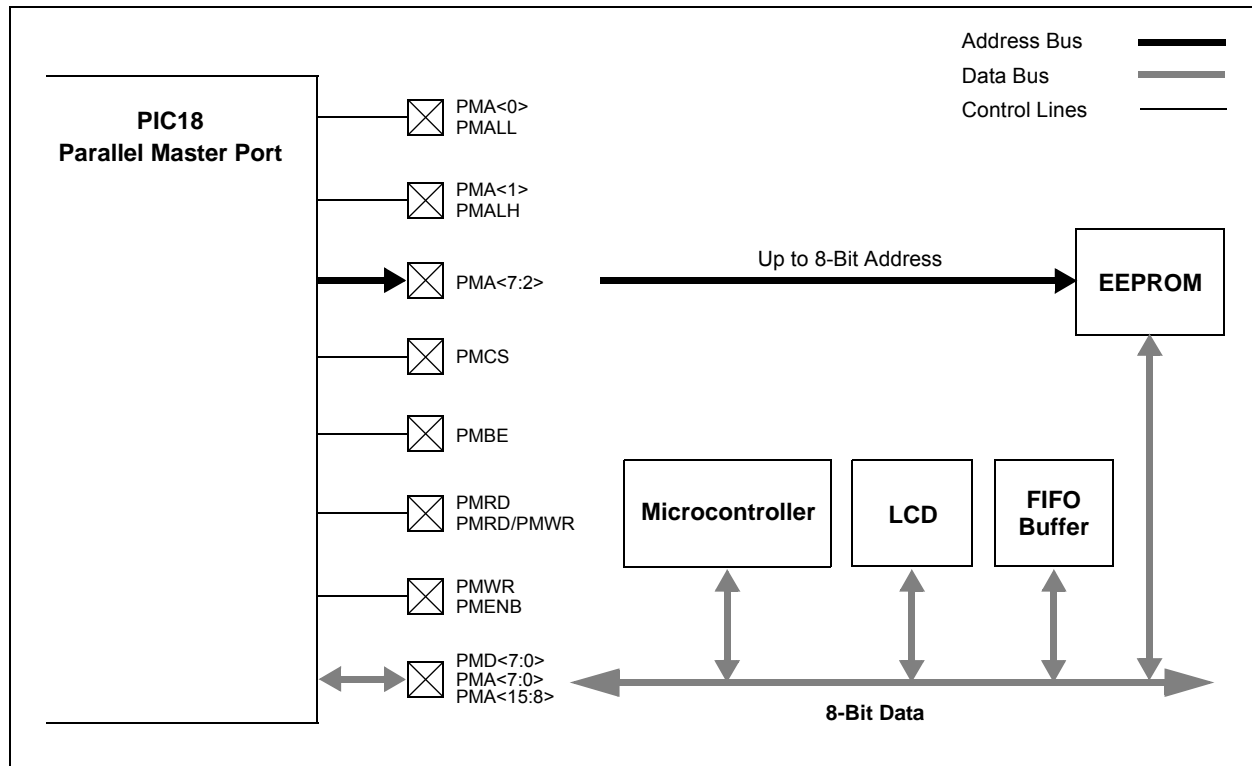 Address Bus
Data Bus
Control Lines
PIC18
Parallel Master Port
PMA<0>
PMALL
PMA<1>
PMALH
PMA<7:2>
Up to 8-Bit Address
EEPROM
PMCS
PMBE
PMRD
PMRD/PMWR
Microcontroller
LCD
FIFO
Buffer
PMWR
PMENB
PMD<7:0>
PMA<7:0>
PMA<15:8>
8-Bit Data